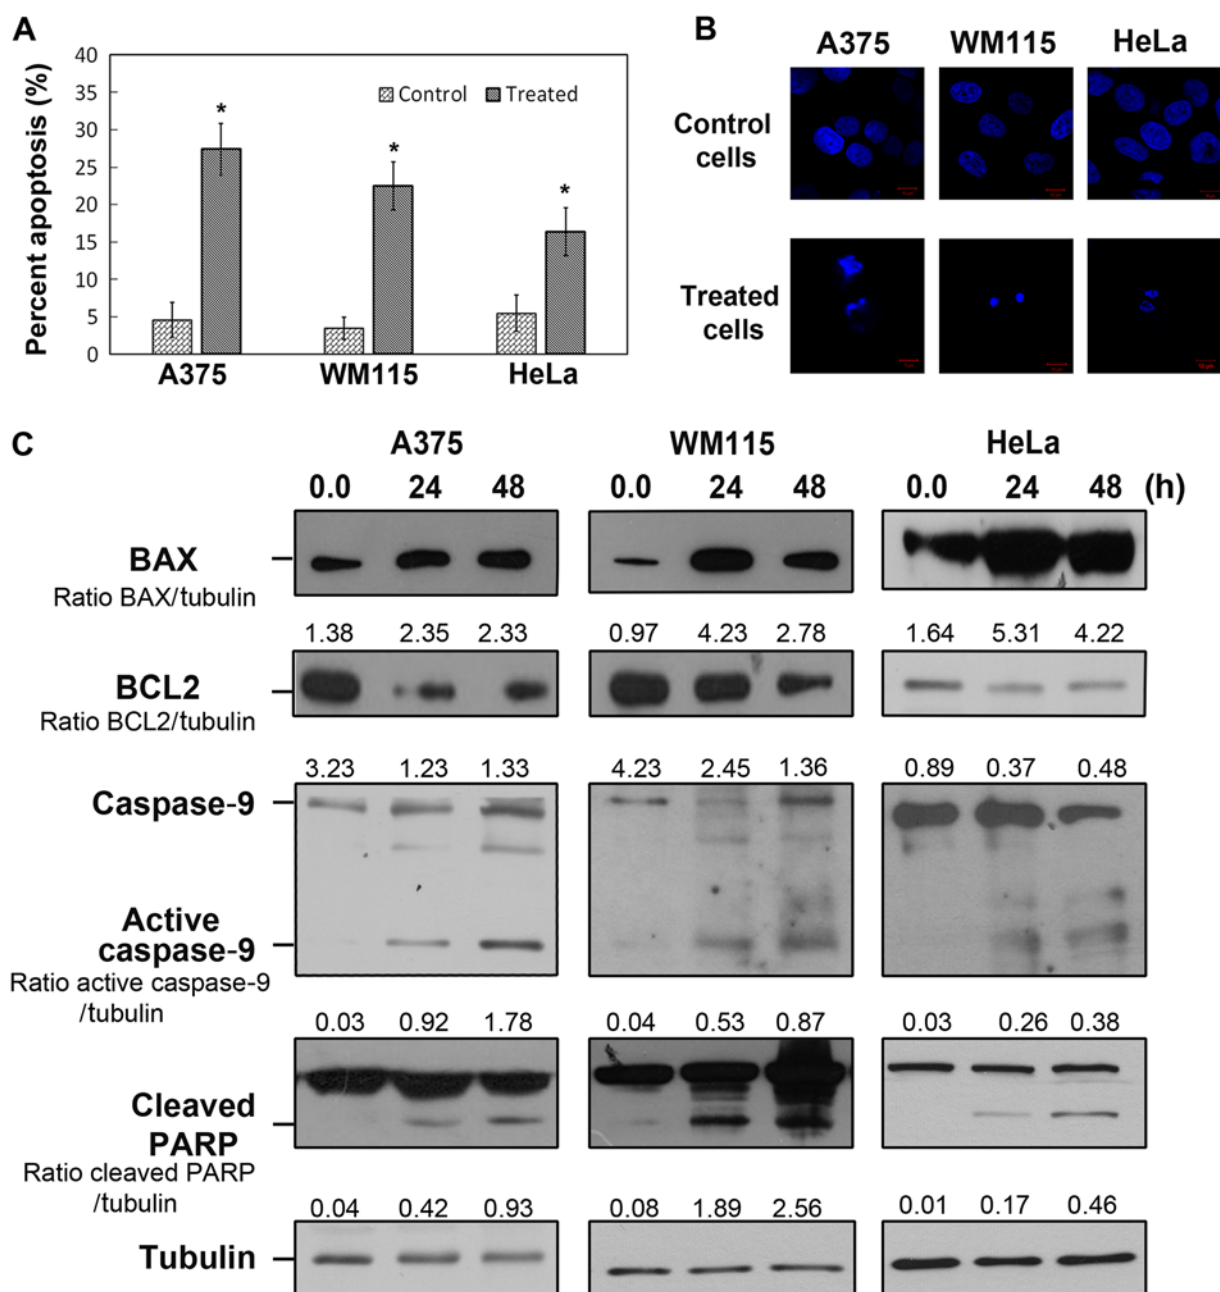 A
40
35
30
25
20
15
10
5
0
Percent apoptosis (%)
Control Treated
* * *
A375 WM115 HeLa
B
A375 WM115 HeLa
Control
cells
Treated
cells
C
A375 WM115 HeLa
0.0 24 48 0.0 24 48 0.0 24 48 (h)
BAX
Ratio BAX/tubulin
1.38 2.35 2.33 0.97 4.23 2.78 1.64 5.31 4.22
BCL2
Ratio BCL2/tubulin
3.23 1.23 1.33 4.23 2.45 1.36 0.89 0.37 0.48
Caspase-9
Active
caspase-9
Ratio active caspase-9
/tubulin
0.03 0.92 1.78 0.04 0.53 0.87 0.03 0.26 0.38
Cleaved
PARP
Ratio cleaved PARP
/tubulin
0.04 0.42 0.93 0.08 1.89 2.56 0.01 0.17 0.46
Tubulin